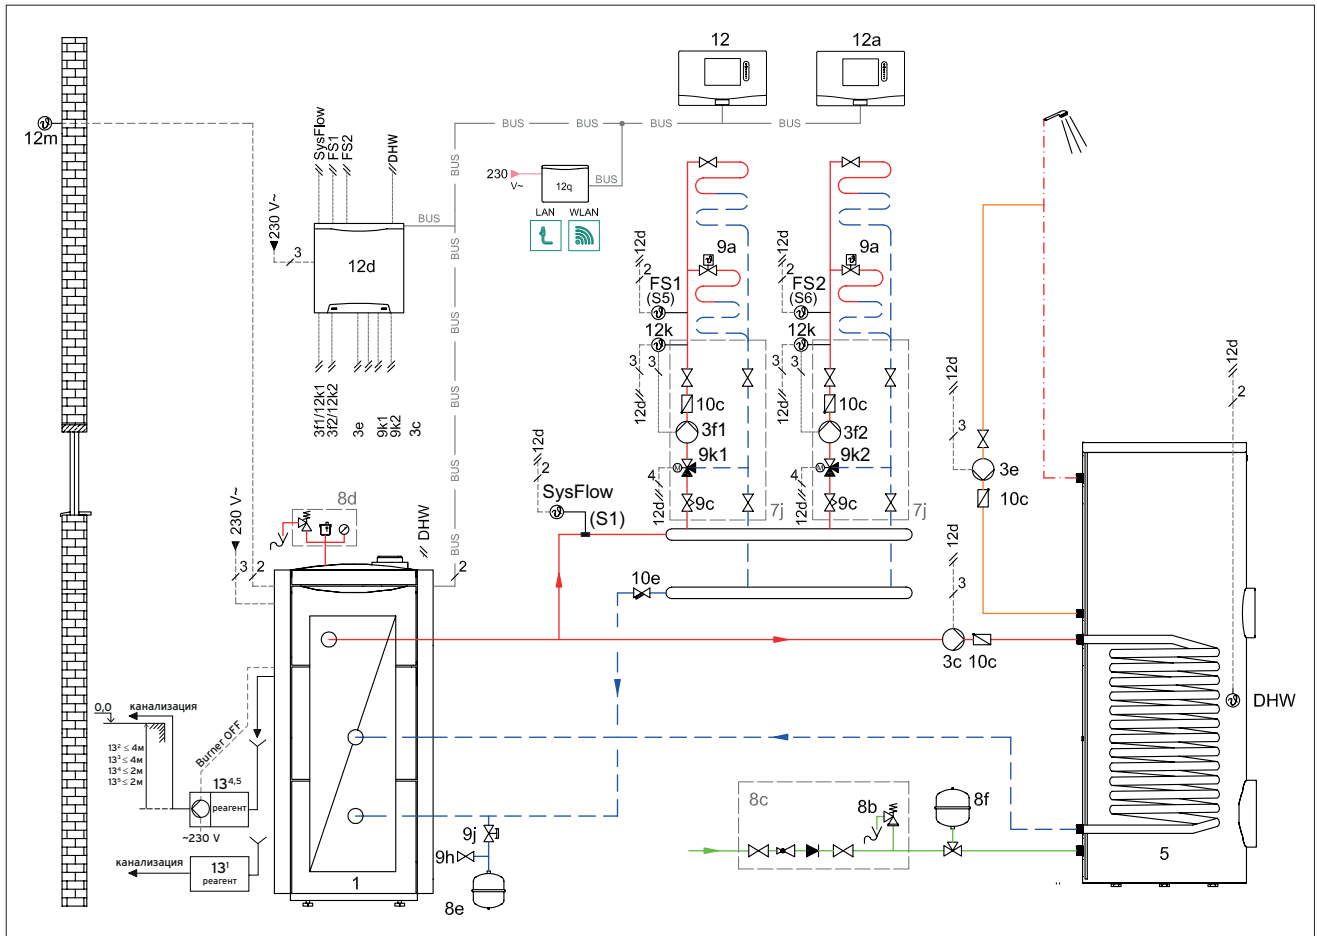 12
12a
BUS
BUS
BUS
BUS
12m
SysFlow
FS1
FS2
DHW
BUS
230 V~
12q
BUS
LAN
WLAN
BUS
230 V~
3
12d
BUS
12d
2
9a
12d
2
9a
FS1
(S5)
FS2
(S6)
BUS
12k
12k
3
3
3
3
12d
2
12d
3
3f1/12k1
3f2/12k2
3e
9k1
9k2
3c
BUS
12d
10c
12d
10c
3f1
3f2
12d
2
9k1
9k2
M
M
4
4
3e
10c
SysFlow
(S1)
12d
9c
7j
12d
9c
7j
230 V~
8d
DHW
BUS
12d
3
3
2
2
10e
3c
10c
DHW
0,0
канализация
Burner OFF
13² ≤ 4м
13³ ≤ 4м
13⁴ ≤ 2м
13⁵ ≤ 2м
13⁴,⁵
реагент
~230 V
канализация
13¹
реагент
1
9j
9h
8e
8c
8b
8f
5